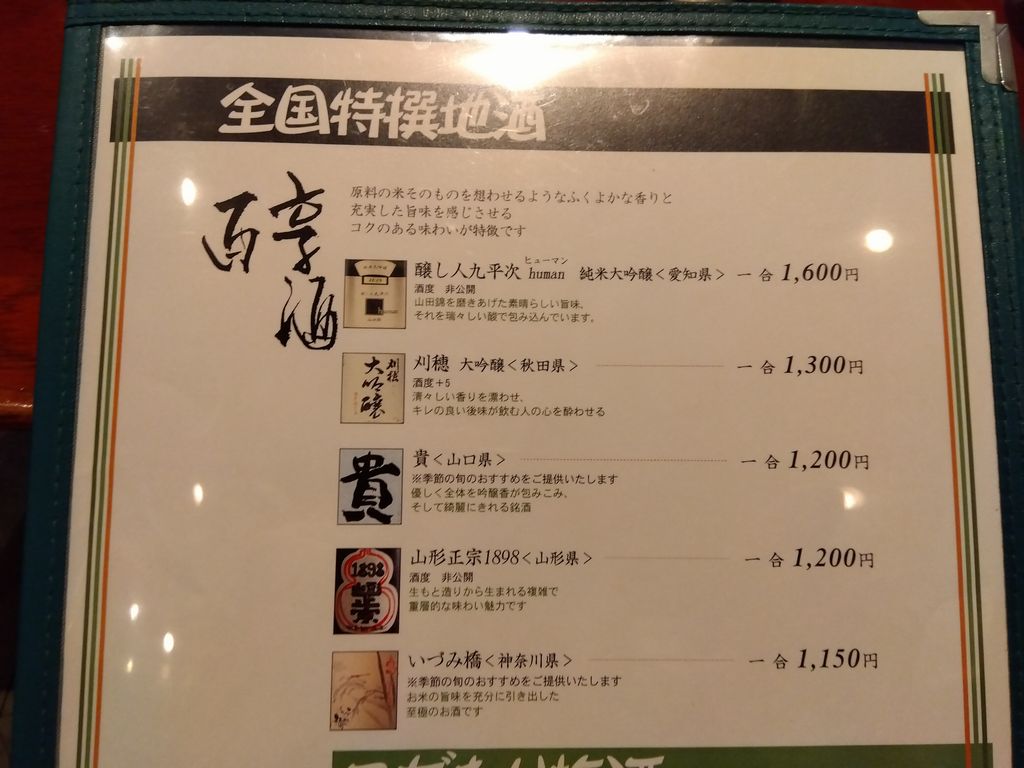 全国特撰地酒
醇酒
原料の米そのものを想わせるようなふくよかな香りと
充実した旨味を感じさせる
コクのある味わいが特徴です
ヒューマン
醸し人九平次 human 純米大吟醸<愛知県> 一合 1,600円
酒度 非公開
山田錦を磨きあげた素晴らしい旨味。
それを瑞々しい酸で包み込んでいます。
刈穂 大吟醸
刈穂 大吟醸<秋田県> 一合 1,300円
酒度+5
清々しい香りを漂わせ、
キレの良い後味が飲む人の心を酔わせる
貴
貴<山口県> 一合 1,200円
※季節の旬のおすすめをご提供いたします
優しく全体を吟醸香が包みこみ、
そして綺麗にきれる銘酒
1898
山形正宗1898<山形県> 一合 1,200円
酒度 非公開
生もと造りから生まれる複雑で
重層的な味わい魅力です
いづみ橋<神奈川県> 一合 1,150円
※季節の旬のおすすめをご提供いたします
お米の旨味を充分に引き出した
至極のお酒です